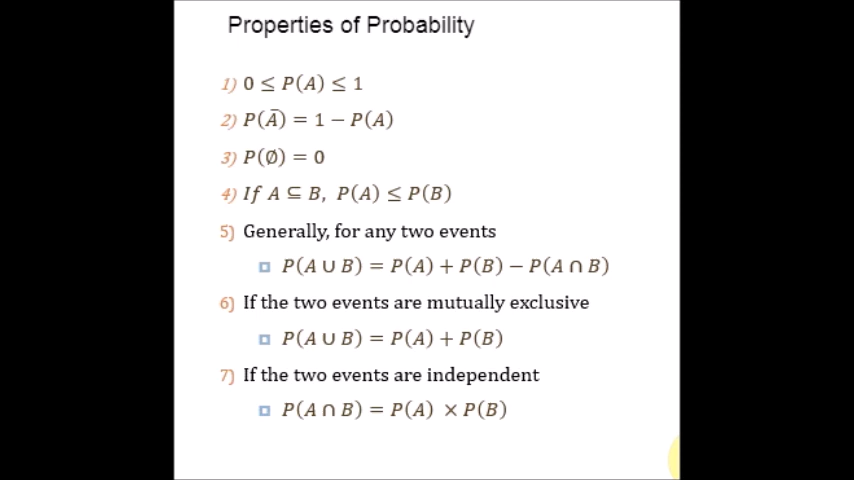 Properties of Probability
1) 0 ≤ P(A) ≤ 1
2) P(Ā) = 1 − P(A)
3) P(∅) = 0
4) If A ⊆ B, P(A) ≤ P(B)
5) Generally, for any two events
P(A ∪ B) = P(A) + P(B) − P(A ∩ B)
6) If the two events are mutually exclusive
P(A ∪ B) = P(A) + P(B)
7) If the two events are independent
P(A ∩ B) = P(A) × P(B)